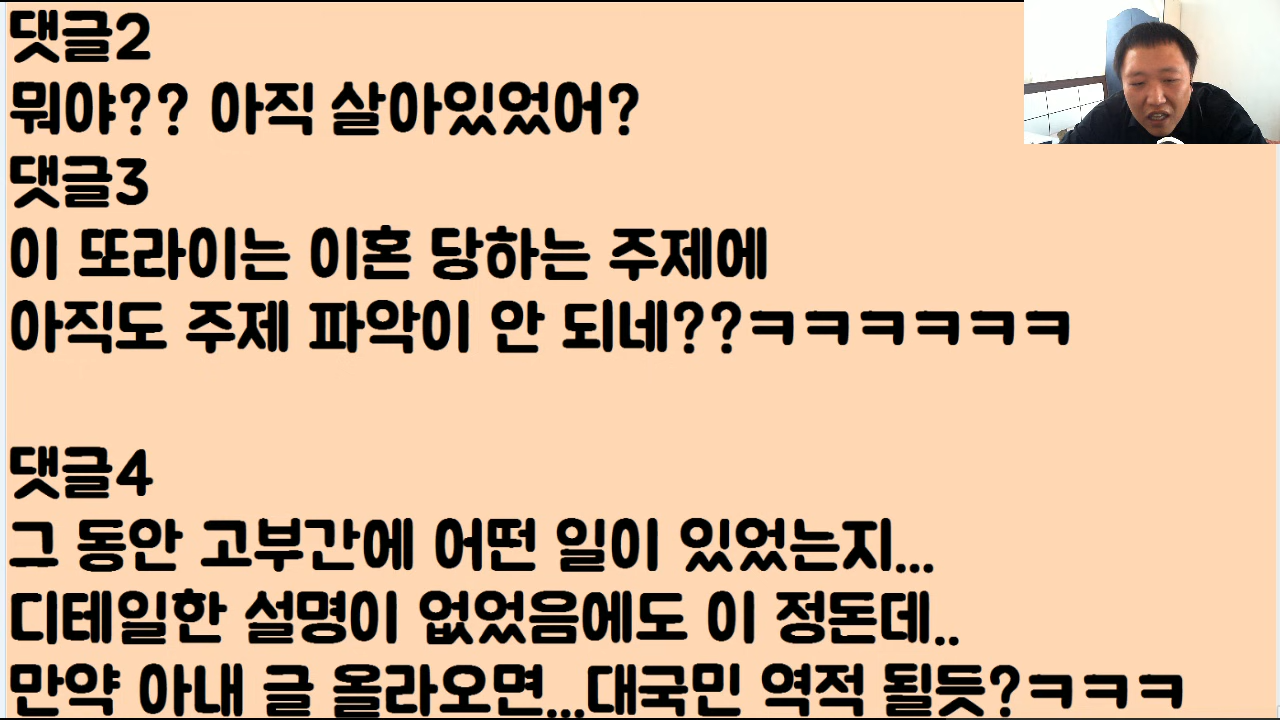 댓글2
뭐야?? 아직 살아있었어?
댓글3
이 또라이는 이혼 당하는 주제에
아직도 주제 파악이 안 되네??ㅋㅋㅋㅋㅋㅋ
댓글4
그 동안 고부간에 어떤 일이 있었는지...
디테일한 설명이 없었음에도 이 정돈데..
만약 아내 글 올라오면...대국민 역적 될듯?ㅋㅋㅋ